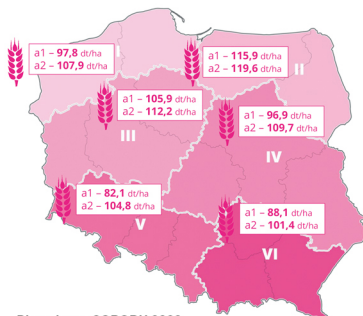 I
a1 – 97,8 dt/ha
a2 – 107,9 dt/ha
a1 – 115,9 dt/ha
a2 – 119,6 dt/ha
II
a1 – 105,9 dt/ha
a2 – 112,2 dt/ha
III
a1 – 96,9 dt/ha
a2 – 109,7 dt/ha
IV
a1 – 82,1 dt/ha
a2 – 104,8 dt/ha
V
a1 – 88,1 dt/ha
a2 – 101,4 dt/ha
VI